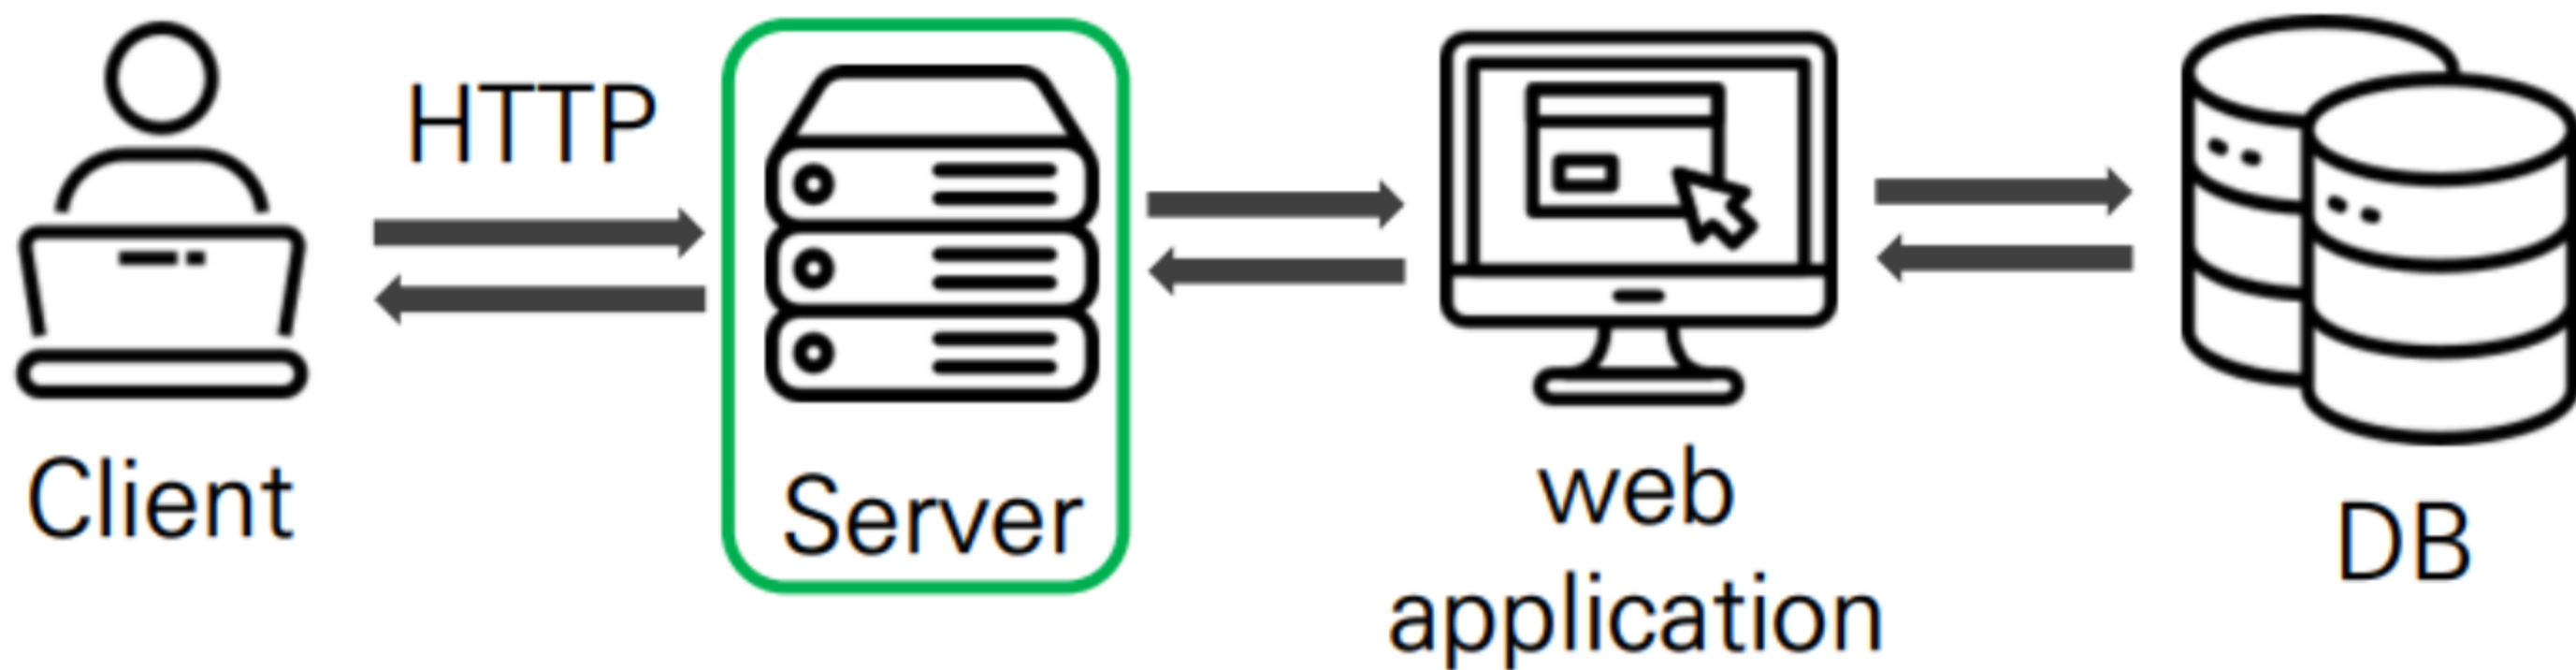 HTTP
Client
Server
web
application
DB